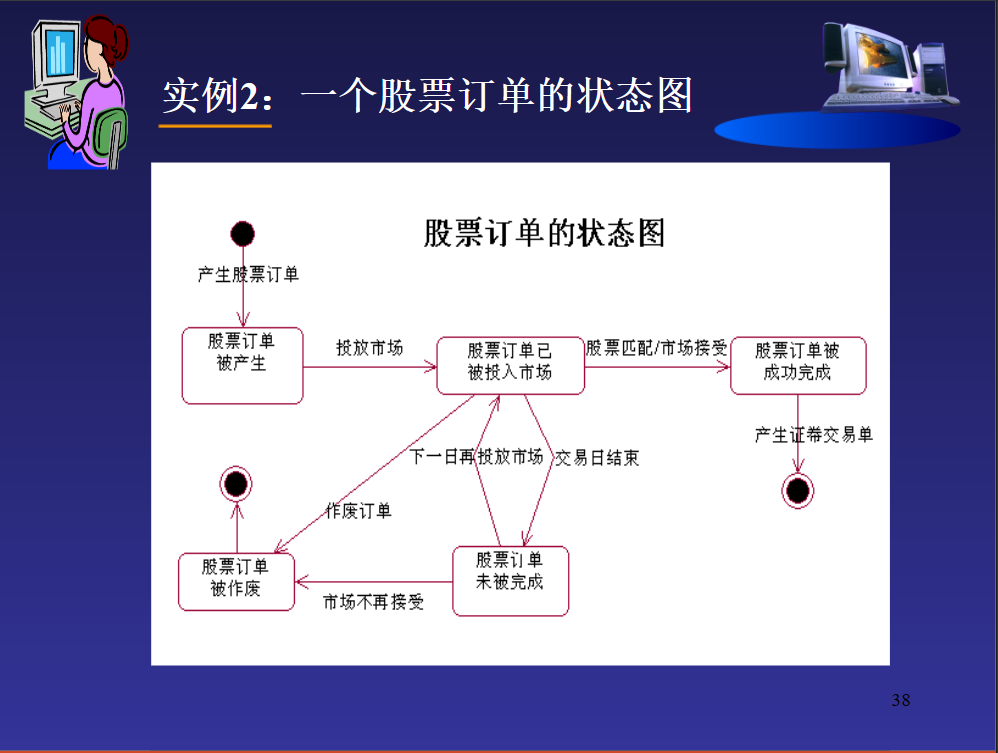 实例2：一个股票订单的状态图
股票订单的状态图
产生股票订单
股票订单
被产生
投放市场
股票订单已
被投入市场
股票匹配/市场接受
股票订单被
成功完成
产生证券交易单
下一日再投放市场
交易日结束
作废订单
股票订单
被作废
市场不再接受
股票订单
未被完成
38